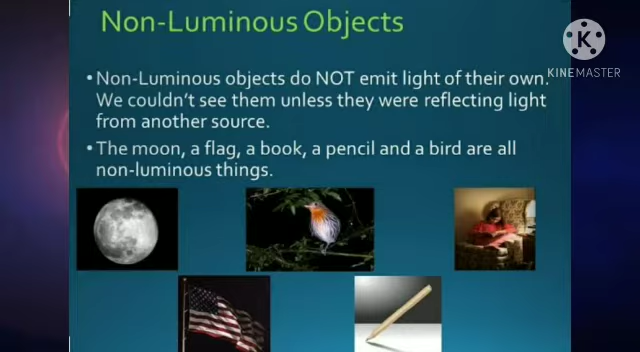 Non-Luminous Objects
• Non-Luminous objects do NOT emit light of their own.
We couldn't see them unless they were reflecting light
from another source.
• The moon, a flag, a book, a pencil and a bird are all
non-luminous things.
K
KINEMASTER